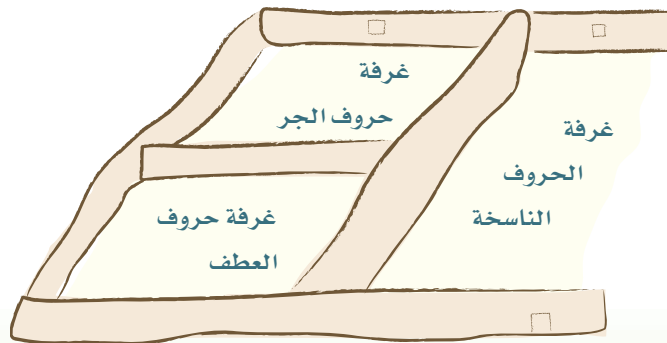 غرفة
الحروف
الناسخة
غرفة
حروف الجر
غرفة حروف
العطف